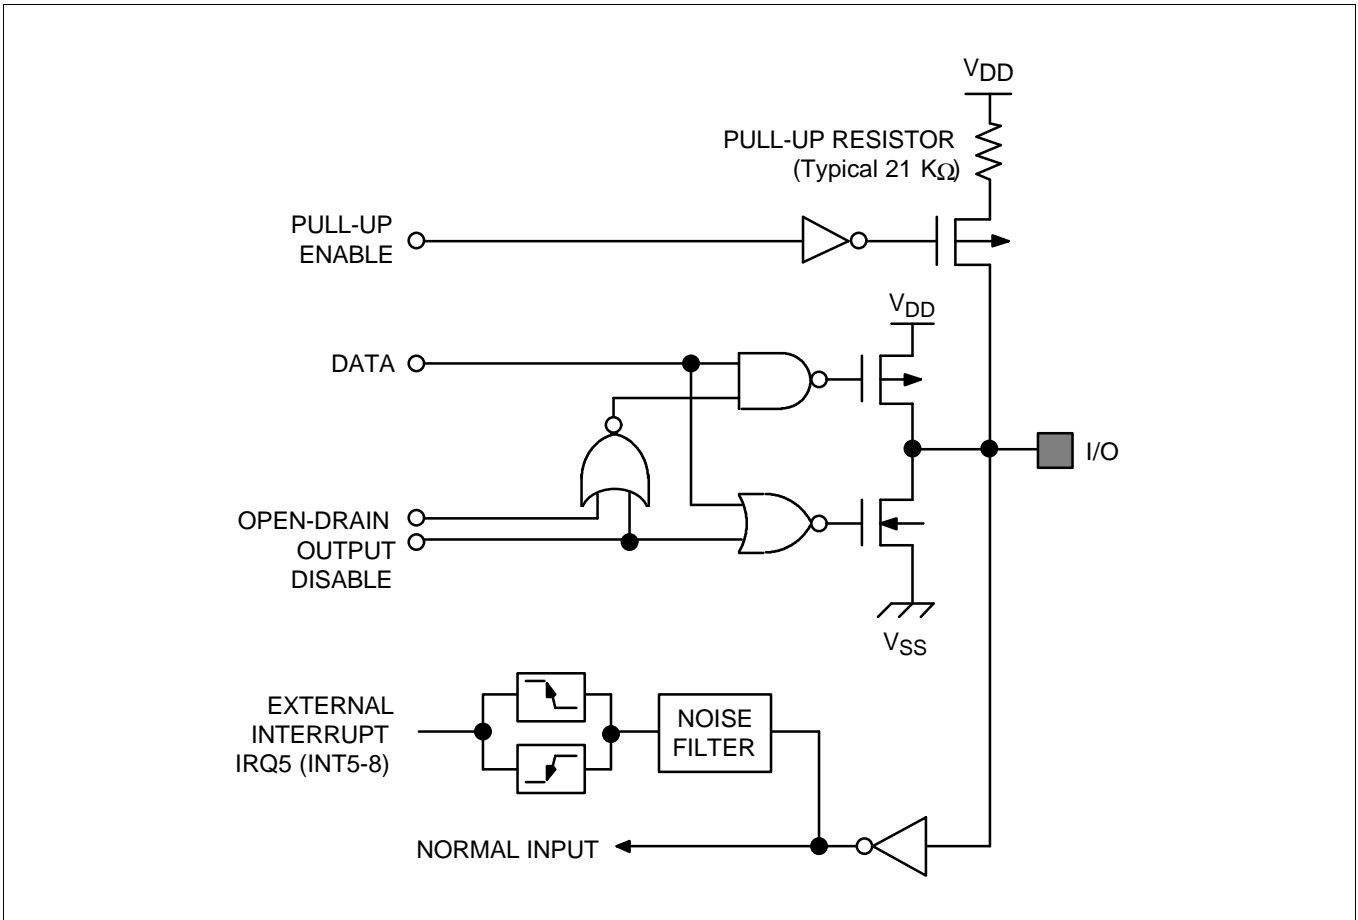 VDD
PULL-UP RESISTOR
(Typical 21 KΩ)
PULL-UP
ENABLE
VDD
DATA
I/O
OPEN-DRAIN
OUTPUT
DISABLE
VSS
EXTERNAL
INTERRUPT
IRQ5 (INT5-8)
NOISE
FILTER
NORMAL INPUT